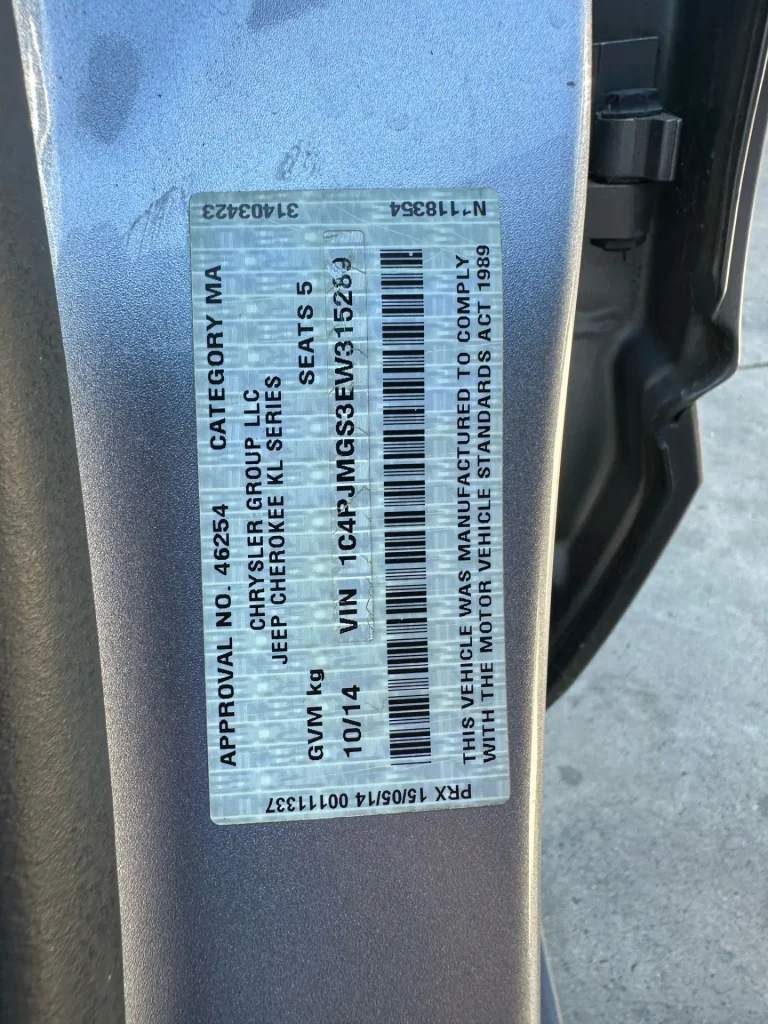 APPROVAL NO. 46254 CATEGORY MA
CHRYSLER GROUP LLC
JEEP CHEROKEE KL SERIES
GVM kg SEATS 5
10/14 VIN 1C4PJMGS3EW315289
THIS VEHICLE WAS MANUFACTURED TO COMPLY
WITH THE MOTOR VEHICLE STANDARDS ACT 1989
31403423
N*1118354
PRX 15/05/14 00111337